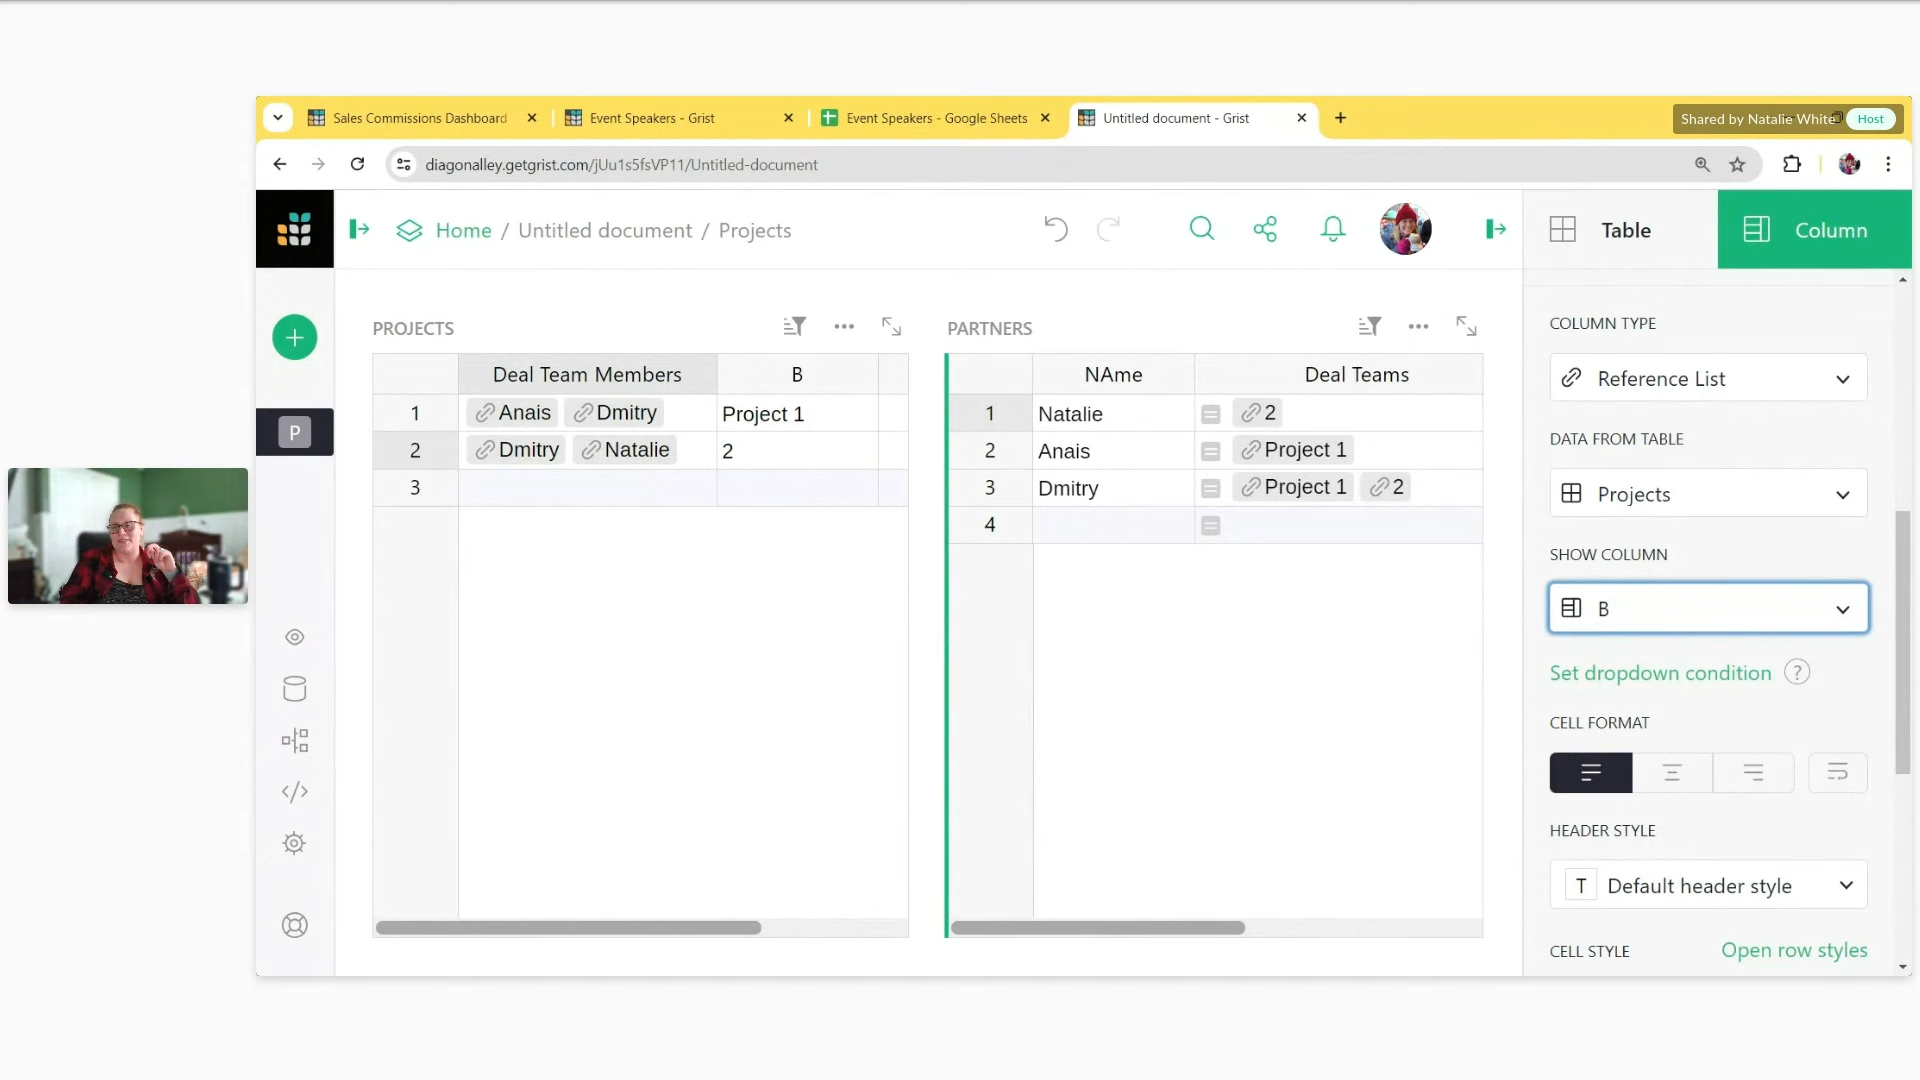 Sales Commissions Dashboard
Event Speakers - Grist
Event Speakers - Google Sheets
Untitled document - Grist
Shared by Natalie White
Host
diagonalley.getgrist.com/jUu1s5fsVP11/Untitled-document
Home / Untitled document / Projects
Table
Column
P
PROJECTS
Deal Team Members B
1 Anais Dmitry Project 1
2 Dmitry Natalie 2
3
PARTNERS
NAme Deal Teams
1 Natalie = 2
2 Anais = Project 1
3 Dmitry = Project 1 2
4 =
COLUMN TYPE
Reference List
DATA FROM TABLE
Projects
SHOW COLUMN
B
Set dropdown condition ?
CELL FORMAT
HEADER STYLE
T Default header style
CELL STYLE Open row styles